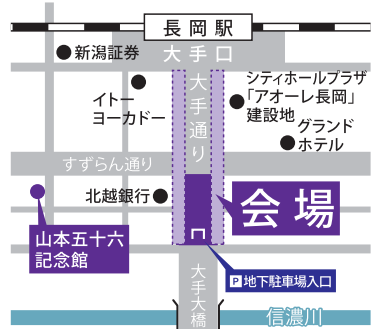 長岡駅
大手口
新潟証券
イトー
ヨーカドー
大手通り
シティホールプラザ
「アオーレ長岡」
建設地
グランド
ホテル
すずらん通り
北越銀行
会場
山本五十六
記念館
P 地下駐車場入口
大手大橋
信濃川